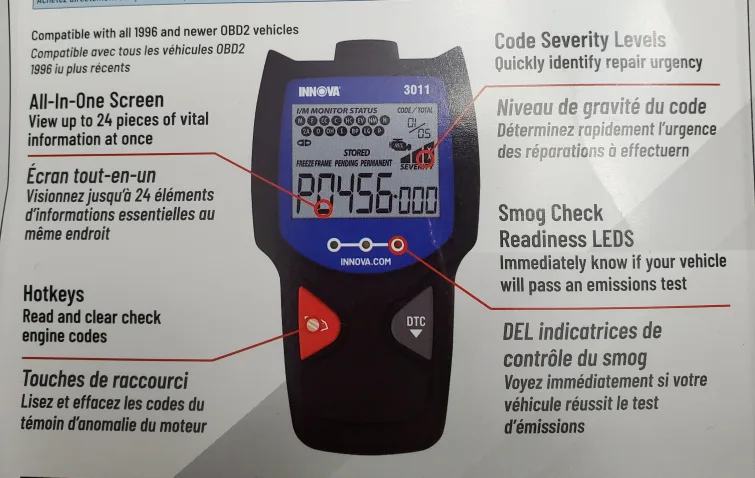 Compatible with all 1996 and newer OBD2 vehicles
Compatible avec tous les véhicules OBD2
1996 iu plus récents
All-In-One Screen
View up to 24 pieces of vital
information at once
Écran tout-en-un
Visionnez jusqu'à 24 éléments
d'informations essentielles au
même endroit
Hotkeys
Read and clear check
engine codes
Touches de raccourci
Lisez et effacez les codes du
témoin d'anomalie du moteur
INNOVA 3011
I/M MONITOR STATUS CODE/TOTAL
01/05
MIL
STORED
FREEZE FRAME PENDING PERMANENT
SEVERITY
P0456-000
INNOVA.COM
DTC
Code Severity Levels
Quickly identify repair urgency
Niveau de gravité du code
Déterminez rapidement l'urgence
des réparations à effectuern
Smog Check
Readiness LEDS
Immediately know if your vehicle
will pass an emissions test
DEL indicatrices de
contrôle du smog
Voyez immédiatement si votre
véhicule réussit le test
d'émissions